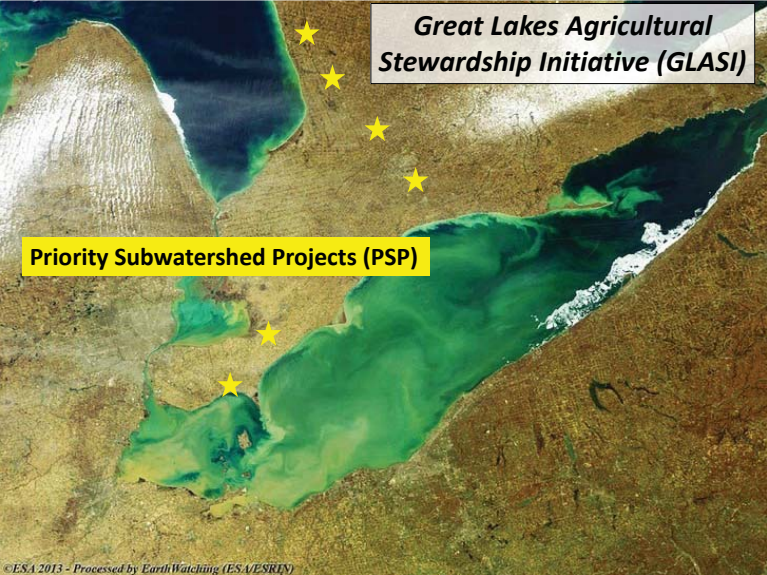 Great Lakes Agricultural
Stewardship Initiative (GLASI)
Priority Subwatershed Projects (PSP)
©ESA 2013 - Processed by EarthWatching (ESA/ESRIN)